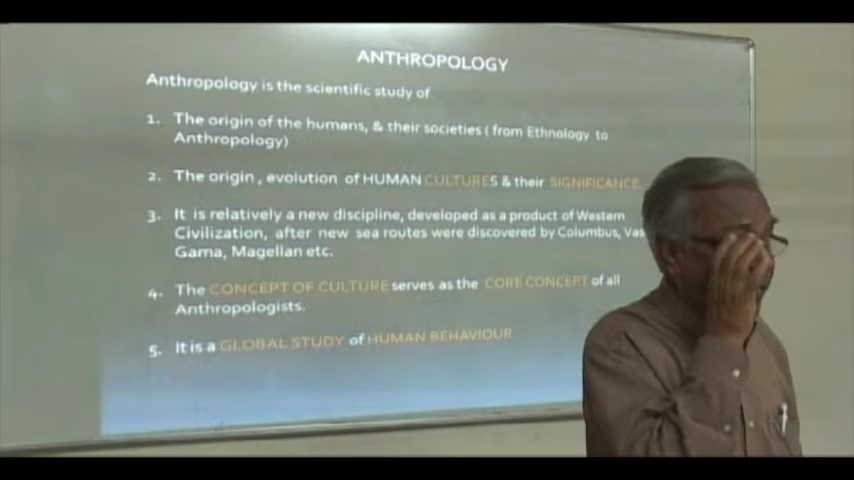 ANTHROPOLOGY
Anthropology is the scientific study of
1. The origin of the humans, & their societies ( from Ethnology to
Anthropology)
2. The origin , evolution of HUMAN CULTURES & their SIGNIFICANCE.
3. It is relatively a new discipline, developed as a product of Western
Civilization, after new sea routes were discovered by Columbus,
Gama, Magellan etc.
4. The CONCEPT OF CULTURE serves as the CORE CONCEPT of all
Anthropologists.
5. It is a GLOBAL STUDY of HUMAN BEHAVIOUR